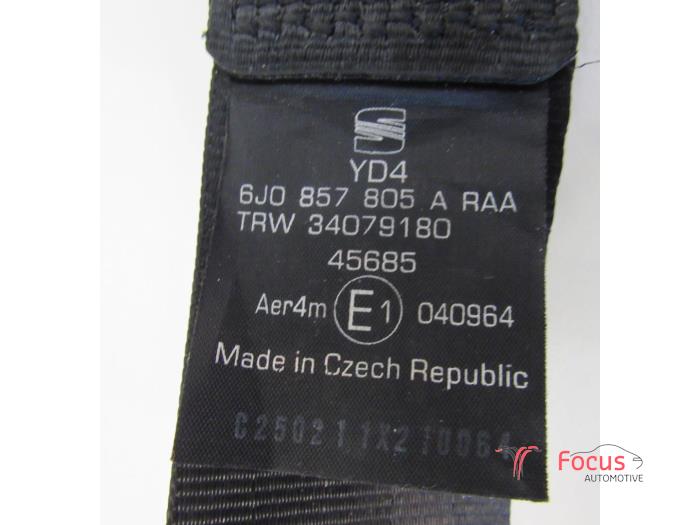 YD4
6J0 857 805 A RAA
TRW 34079180
45685
Aer4m E1 040964
Made in Czech Republic
Focus
AUTOMOTIVE